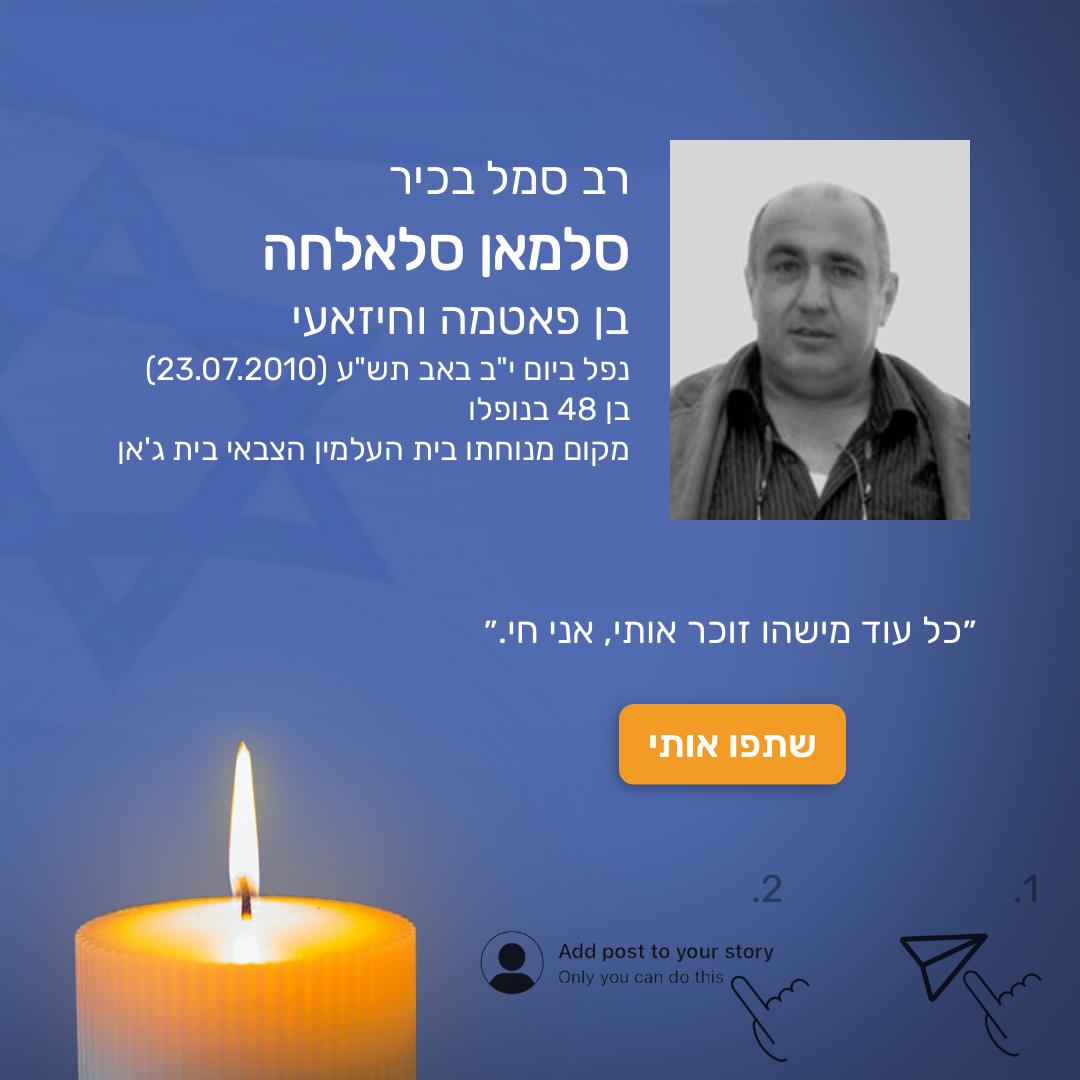 רב סמל בכיר
סלמאן סלאלחה
בן פאטמה וחיזאעי
נפל ביום י"ב באב תש"ע (23.07.2010)
בן 48 בנופלו
מקום מנוחתו בית העלמין הצבאי בית ג'אן
״כל עוד מישהו זוכר אותי, אני חי.״
שתפו אותי
.1
.2
Add post to your story
Only you can do this